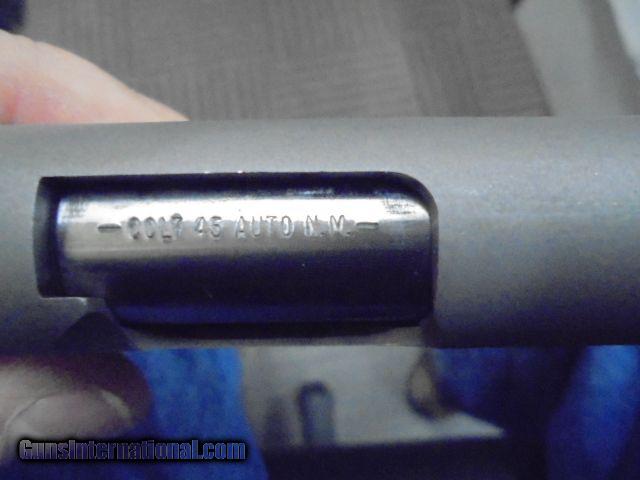 — COLT 45 AUTO N.M. —
GunsInternational.com